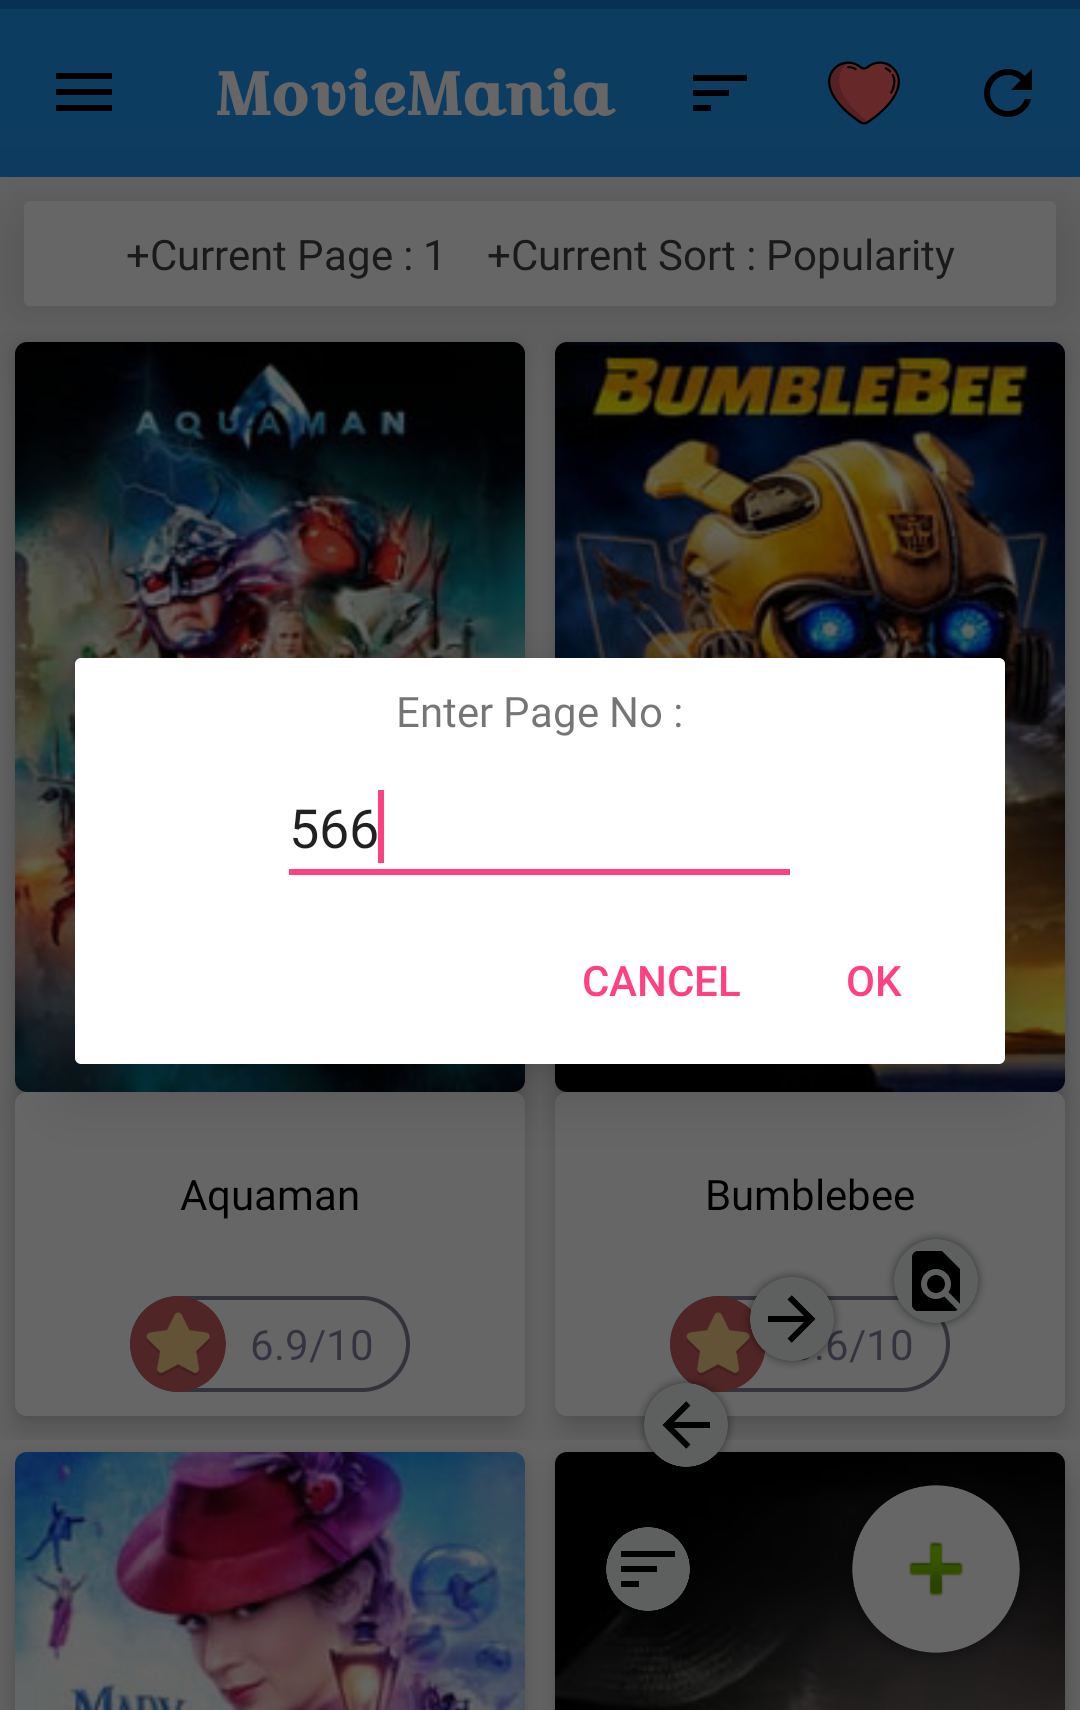 MovieMania
+Current Page : 1 +Current Sort : Popularity
AQUAMAN
BUMBLEBEE
Enter Page No :
566
CANCEL OK
Aquaman
Bumblebee
6.9/10
.6/10
MARY